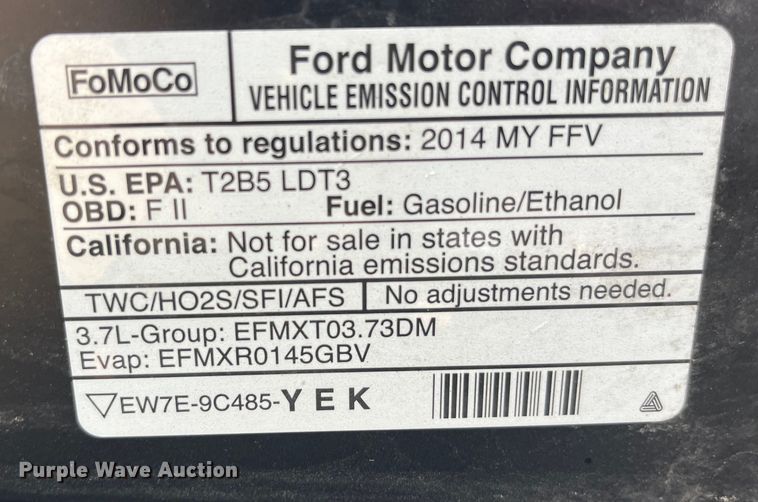 FoMoCo
Ford Motor Company
VEHICLE EMISSION CONTROL INFORMATION
Conforms to regulations: 2014 MY FFV
U.S. EPA: T2B5 LDT3
OBD: F II Fuel: Gasoline/Ethanol
California: Not for sale in states with
California emissions standards.
TWC/HO2S/SFI/AFS No adjustments needed.
3.7L-Group: EFMXT03.73DM
Evap: EFMXR0145GBV
EW7E-9C485-YEK
Purple Wave Auction